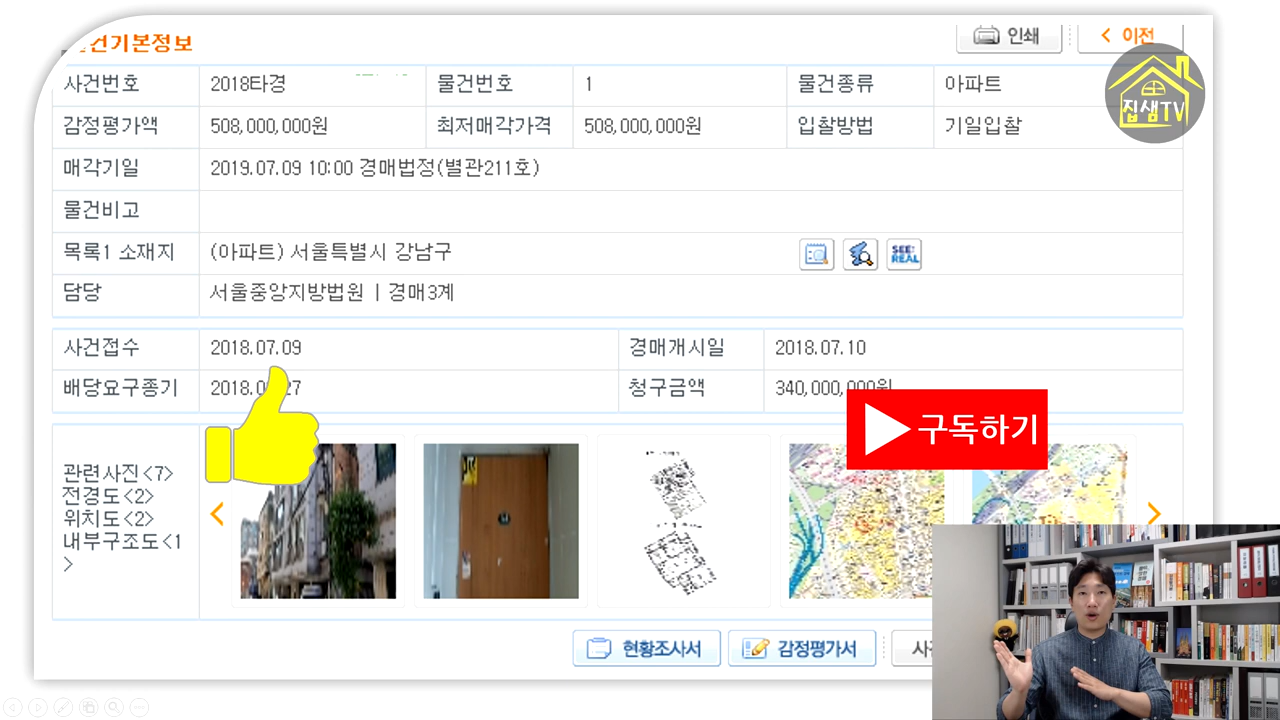 물건기본정보
인쇄
이전
집샘TV
사건번호 2018타경 물건번호 1 물건종류 아파트
감정평가액 508,000,000원 최저매각가격 508,000,000원 입찰방법 기일입찰
매각기일 2019.07.09 10:00 경매법정(별관211호)
물건비고
목록1 소재지 (아파트) 서울특별시 강남구
SEE:
REAL
담당 서울중앙지방법원 | 경매3계
사건접수 2018.07.09 경매개시일 2018.07.10
배당요구종기 2018.0 27 청구금액 340,000,000원
구독하기
관련사진<7>
전경도<2>
위치도<2>
내부구조도<1
>
현황조사서
감정평가서